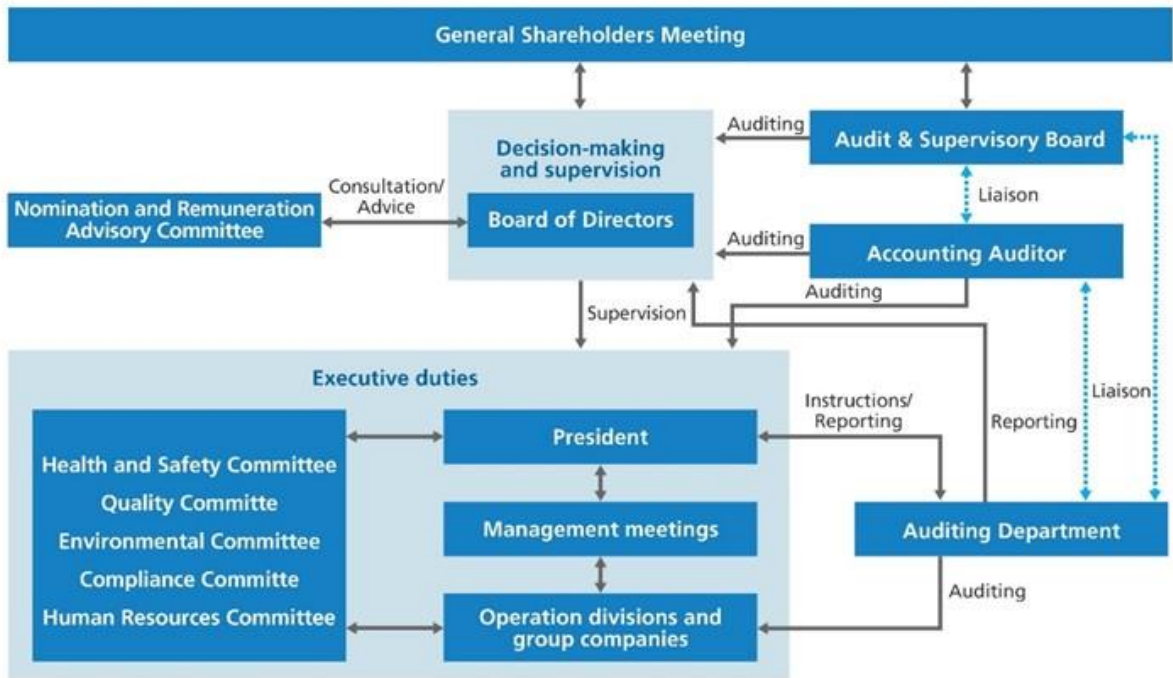 General Shareholders Meeting
Auditing
Audit & Supervisory Board
Decision-making
and supervision
Consultation/
Advice
Nomination and Remuneration
Advisory Committee
Board of Directors
Liaison
Auditing
Accounting Auditor
Auditing
Supervision
Executive duties
Instructions/
Reporting
Reporting
Liaison
President
Health and Safety Committee
Quality Committe
Environmental Committee
Compliance Committe
Human Resources Committee
Management meetings
Auditing Department
Auditing
Operation divisions and
group companies